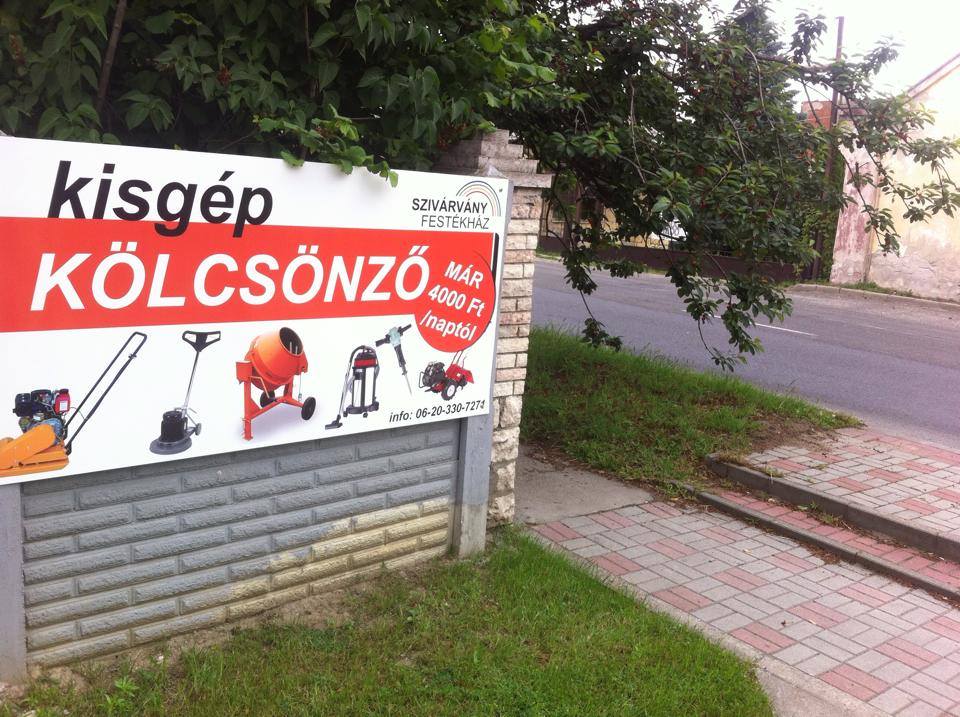 kisgép
SZIVÁRVÁNY
FESTÉKHÁZ
KÖLCSÖNZŐ
MÁR
4000 Ft
/naptól
info: 06-20-330-7274